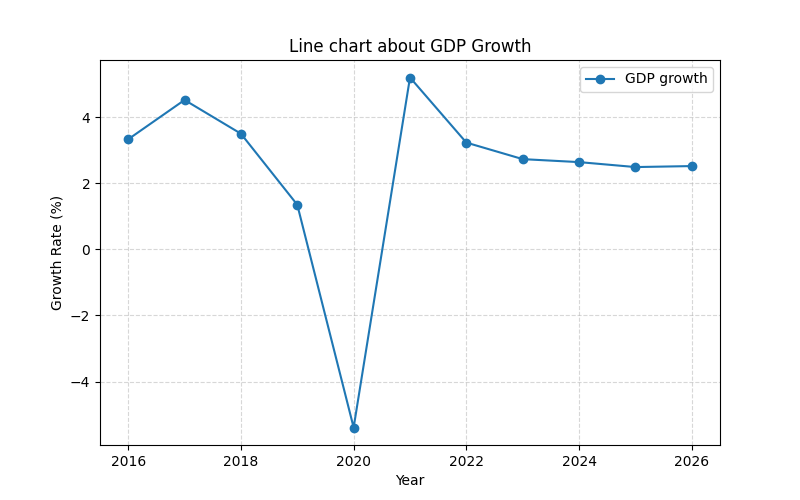 Line chart about GDP Growth
GDP growth
Growth Rate (%)
4
2
0
−2
−4
2016 2018 2020 2022 2024 2026
Year